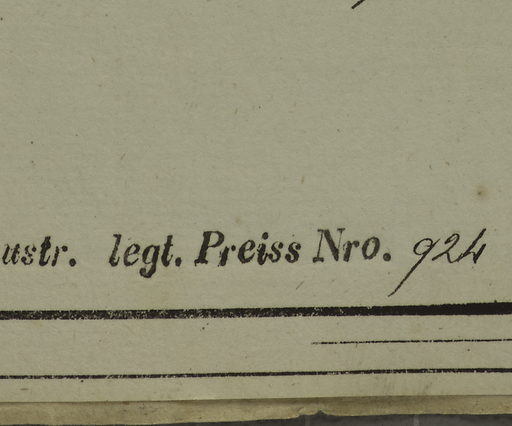 ustr. legt. Preiss Nro. 924